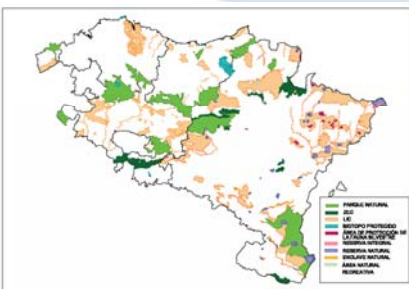 PARQUE NATURAL
ZEC
LIC
BIOTOPO PROTEGIDO
ÁREA DE PROTECCIÓN DE
LA FAUNA SILVESTRE
RESERVA INTEGRAL
RESERVA NATURAL
ENCLAVE NATURAL
ÁREA NATURAL
RECREATIVA